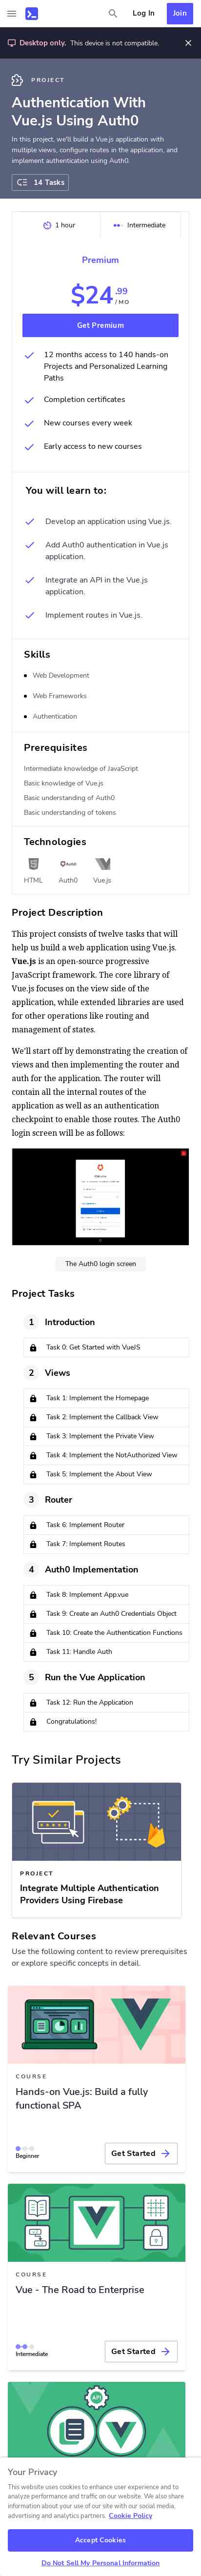 Log In
Join
Desktop only. This device is not compatible.
PROJECT
Authentication With
Vue.js Using Auth0
In this project, we'll build a Vue.js application with
multiple views, configure routes in the application, and
implement authentication using Auth0.
14 Tasks
1 hour
Intermediate
Premium
$24.99
/MO
Get Premium
12 months access to 140 hands-on
Projects and Personalized Learning
Paths
Completion certificates
New courses every week
Early access to new courses
You will learn to:
Develop an application using Vue.js.
Add Auth0 authentication in Vue.js
application.
Integrate an API in the Vue.js
application.
Implement routes in Vue.js.
Skills
Web Development
Web Frameworks
Authentication
Prerequisites
Intermediate knowledge of JavaScript
Basic knowledge of Vue.js
Basic understanding of Auth0
Basic understanding of tokens
Technologies
HTML
Auth0
Vue.js
Project Description
This project consists of twelve tasks that will
help us build a web application using Vue.js.
Vue.js is an open-source progressive
JavaScript framework. The core library of
Vue.js focuses on the view side of the
application, while extended libraries are used
for other operations like routing and
management of states.
We'll start off by demonstrating the creation of
views and then implementing the router and
auth for the application. The router will
contain all the internal routes of the
application as well as an authentication
checkpoint to enable those routes. The Auth0
login screen will be as follows:
The Auth0 login screen
Project Tasks
1 Introduction
Task 0: Get Started with VueJS
2 Views
Task 1: Implement the Homepage
Task 2: Implement the Callback View
Task 3: Implement the Private View
Task 4: Implement the NotAuthorized View
Task 5: Implement the About View
3 Router
Task 6: Implement the Router
Task 7: Implement Routes
4 Auth0 Implementation
Task 8: Implement App.vue
Task 9: Create an Auth0 Credentials Object
Task 10: Create the Authentication Functions
Task 11: Handle Auth
5 Run the Vue Application
Task 12: Run the Application
Congratulations!
Try Similar Projects
PROJECT
Integrate Multiple Authentication
Providers Using Firebase
Relevant Courses
Use the following content to review prerequisites
or explore specific concepts in detail.
COURSE
Hands-on Vue.js: Build a fully
functional SPA
Beginner
Get Started
COURSE
Vue - The Road to Enterprise
Intermediate
Get Started
API
Your Privacy
This website uses cookies to enhance user experience and to
analyze performance and traffic on our website. We also share
information about your use of our site with our social media,
advertising and analytics partners. Cookie Policy
Accept Cookies
Do Not Sell My Personal Information